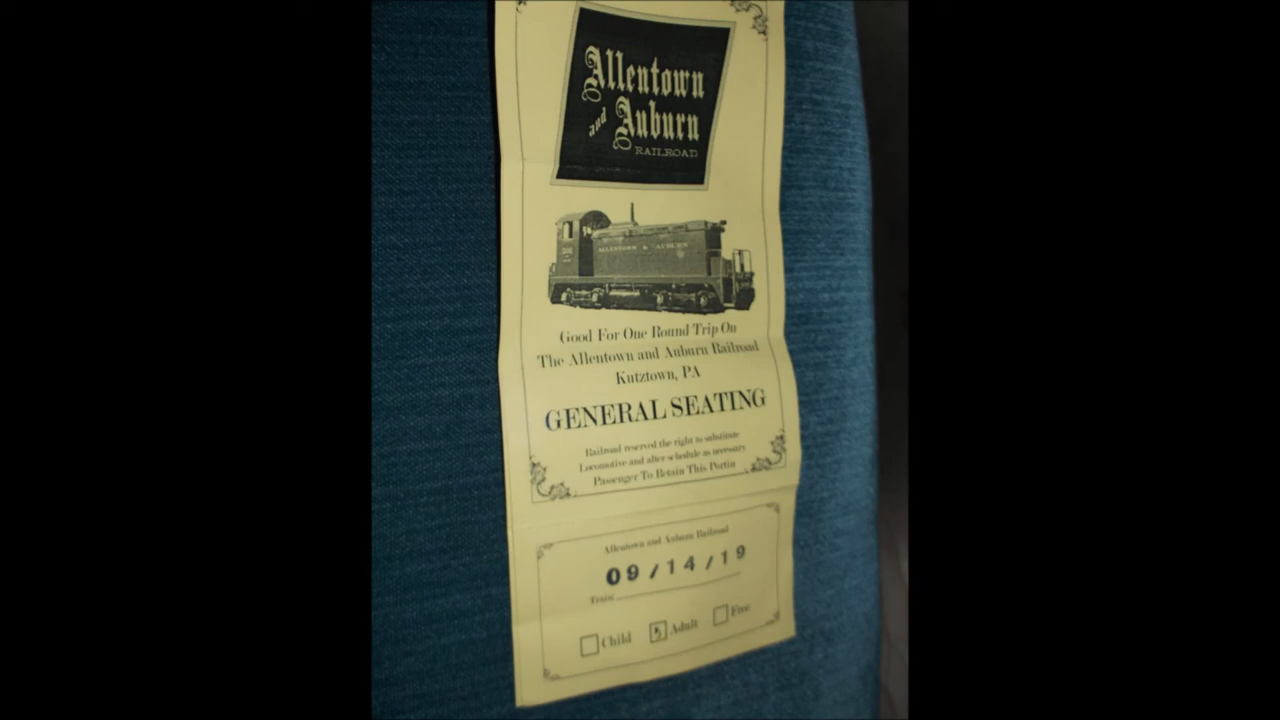 Allentown
and Auburn
RAILROAD
ALLENTOWN & AUBURN
Good For One Round Trip On
The Allentown and Auburn Railroad
Kutztown, PA
GENERAL SEATING
Railroad reserved the right to substitute
Locomotive and alter schedule as necessary
Passenger To Retain This Portin
Allentown and Auburn Railroad
09/14/19
Train
Child Adult Free